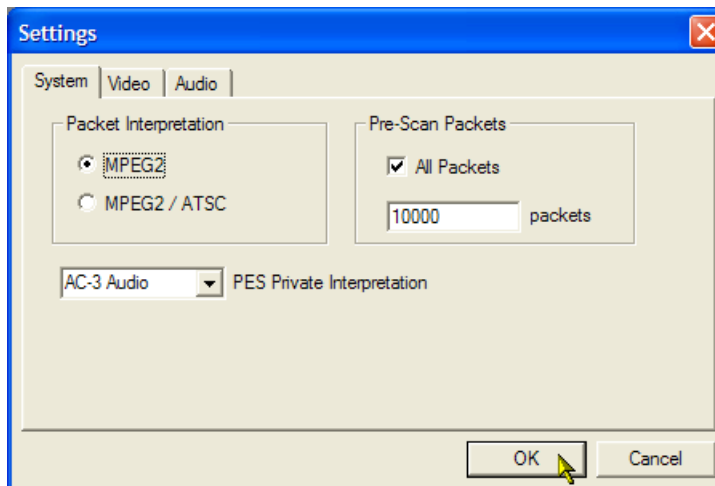 Settings
System Video Audio
Packet Interpretation
MPEG2
MPEG2 / ATSC
Pre-Scan Packets
All Packets
10000 packets
AC-3 Audio PES Private Interpretation
OK Cancel